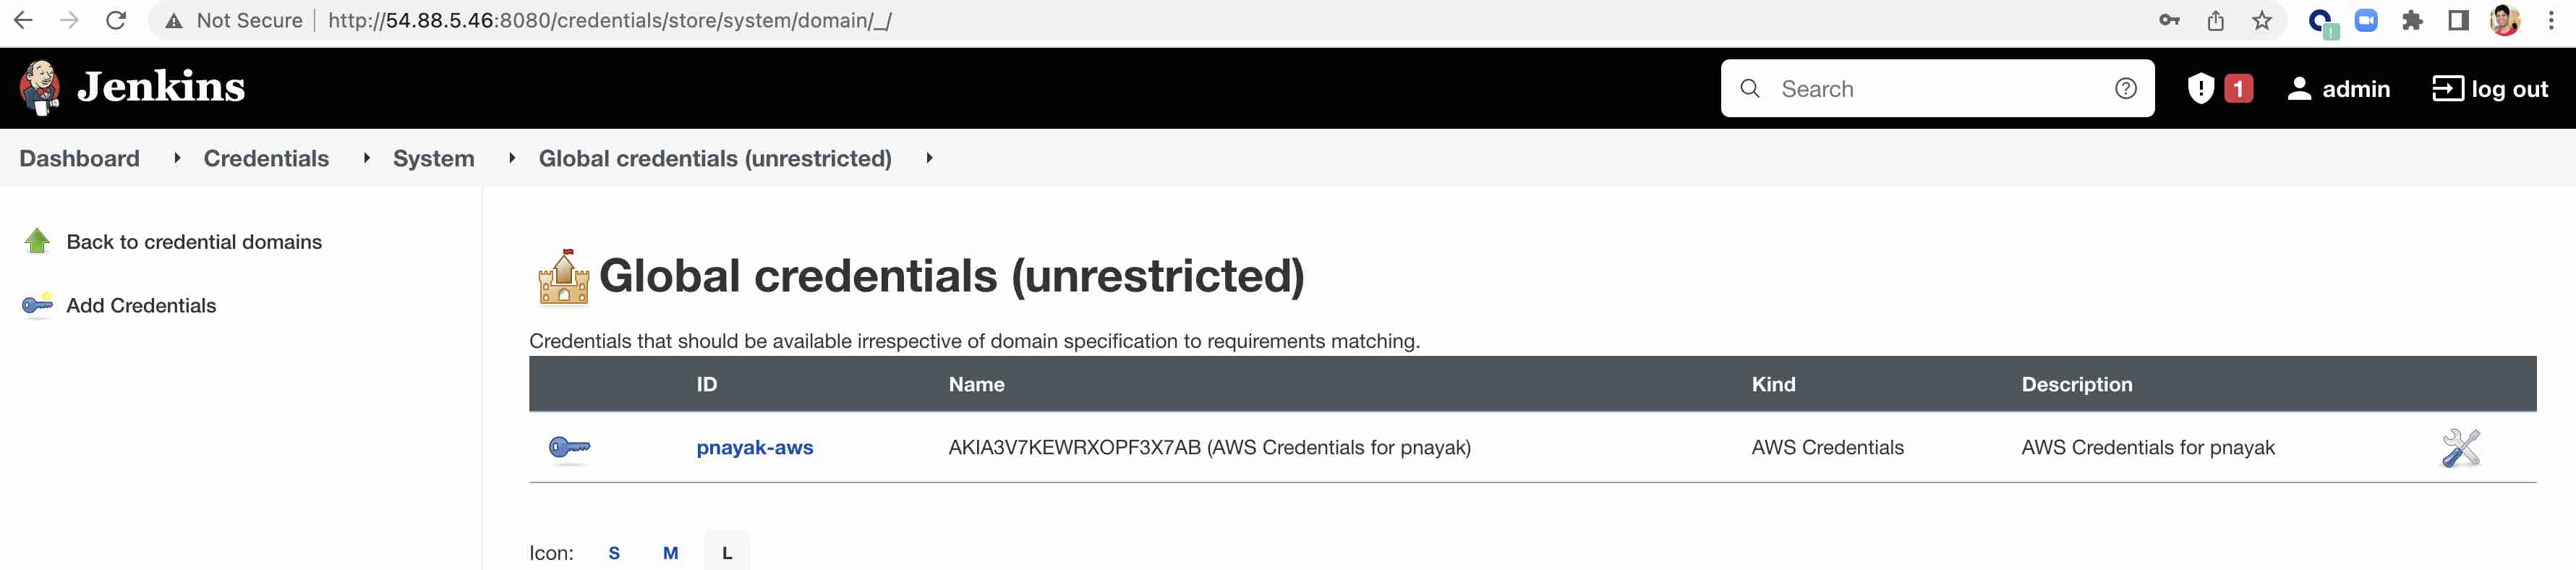 Not Secure | http://54.88.5.46:8080/credentials/store/system/domain/_/
Jenkins
Search
1
admin
log out
Dashboard
Credentials
System
Global credentials (unrestricted)
Back to credential domains
Add Credentials
Global credentials (unrestricted)
Credentials that should be available irrespective of domain specification to requirements matching.
ID Name Kind Description
pnayak-aws AKIA3V7KEWRXOPF3X7AB (AWS Credentials for pnayak) AWS Credentials AWS Credentials for pnayak
Icon: S M L